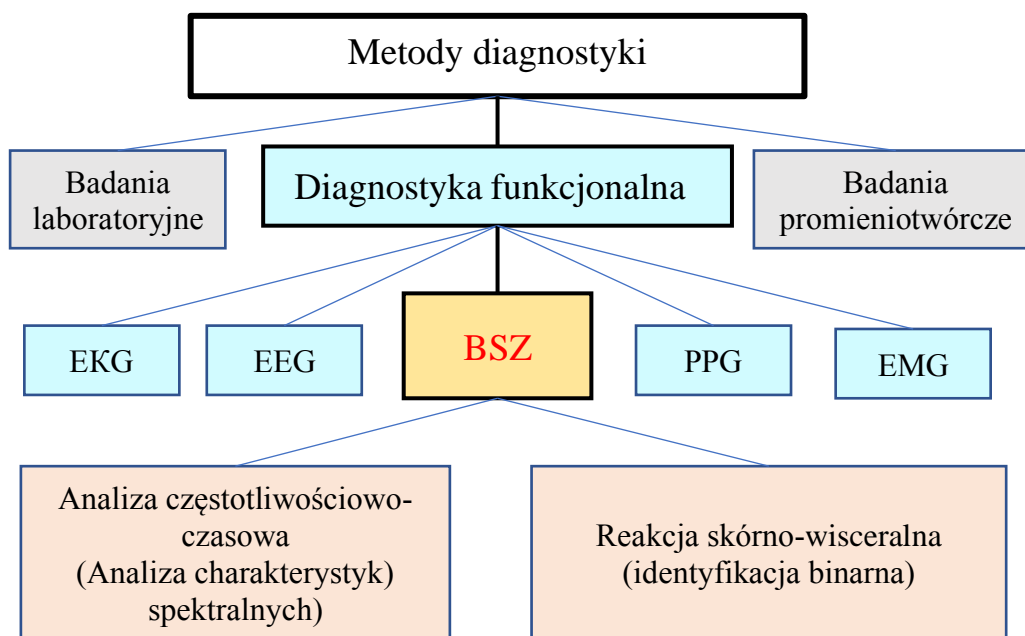 Metody diagnostyki
Badania
laboratoryjne
Diagnostyka funkcjonalna
Badania
promieniotwórcze
EKG
EEG
BSZ
PPG
EMG
Analiza częstotliwościowo-
czasowa
(Analiza charakterystyk)
spektralnych)
Reakcja skórno-wisceralna
(identyfikacja binarna)